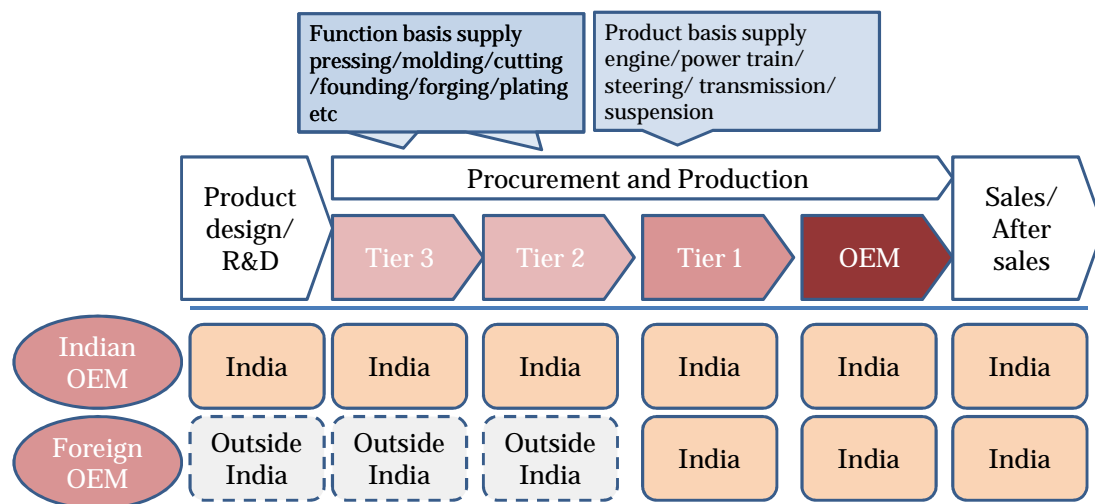 Function basis supply
pressing/molding/cutting
/founding/forging/plating
etc
Product basis supply
engine/power train/
steering/ transmission/
suspension
Product
design/
R&D
Procurement and Production
Tier 3
Tier 2
Tier 1
OEM
Sales/
After
sales
Indian
OEM
India
India
India
India
India
India
Foreign
OEM
Outside
India
Outside
India
Outside
India
India
India
India